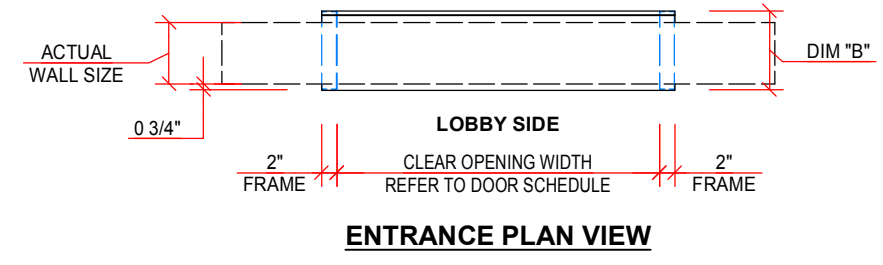 ACTUAL
WALL SIZE
DIM "B"
0 3/4"
LOBBY SIDE
2"
FRAME
CLEAR OPENING WIDTH
REFER TO DOOR SCHEDULE
2"
FRAME
ENTRANCE PLAN VIEW